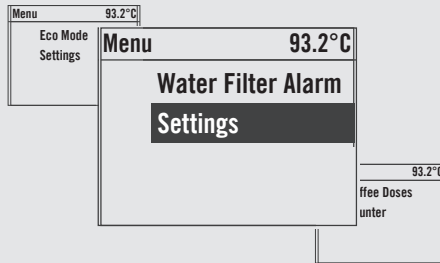 Menu 93.2°C
Eco Mode
Settings
Menu 93.2°C
Water Filter Alarm
Settings
93.2°C
ffee Doses
unter